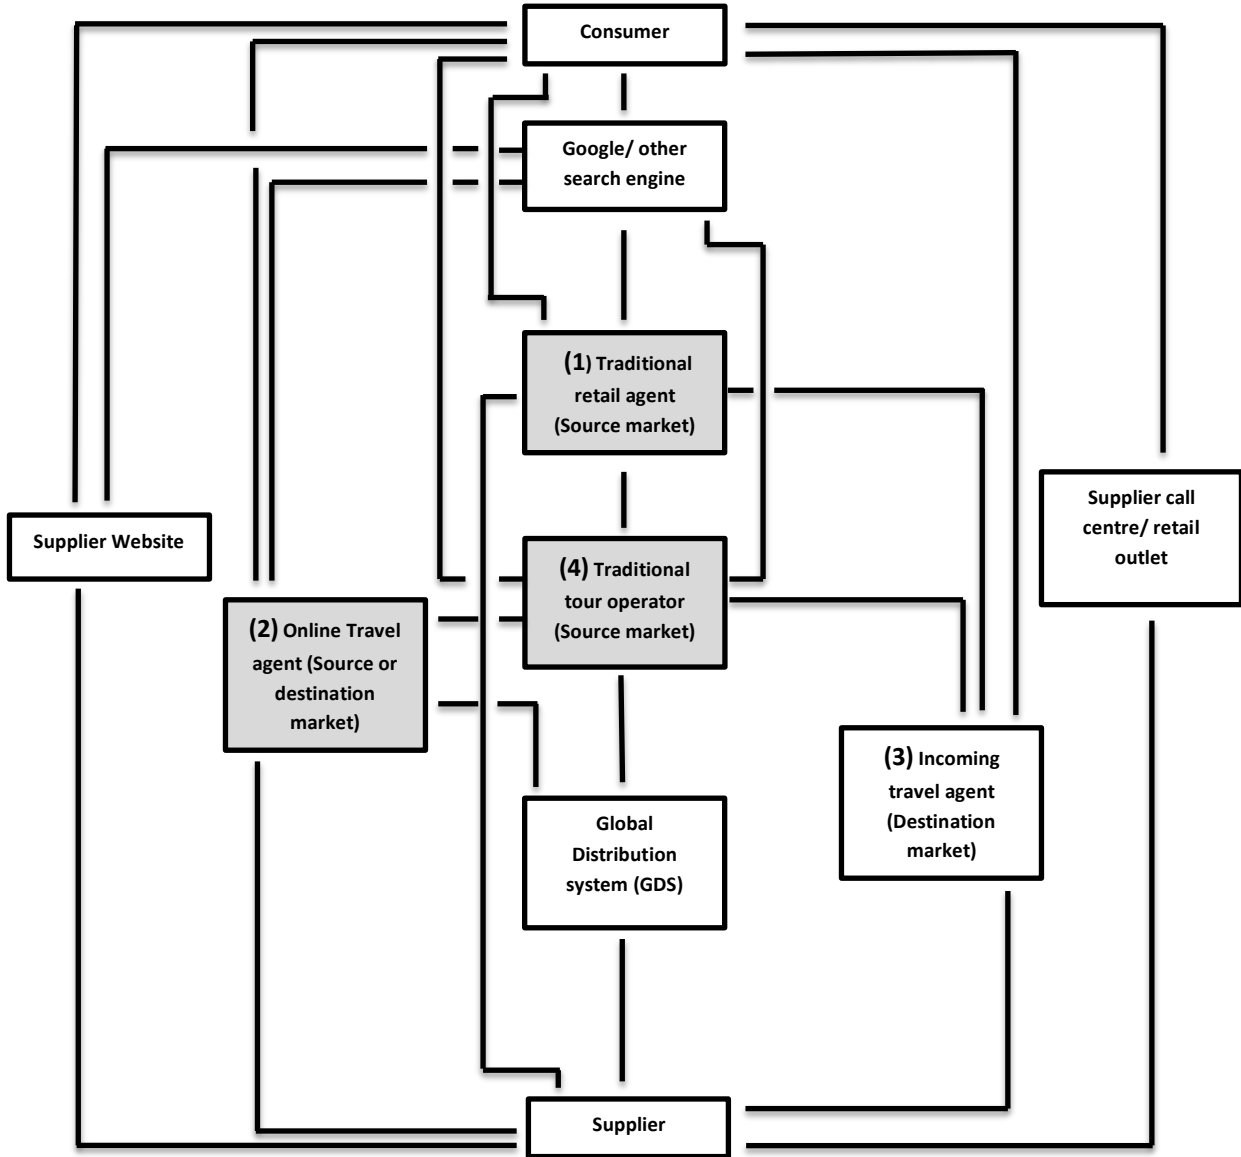 Consumer
Google/ other
search engine
(1) Traditional
retail agent
(Source market)
Supplier call
centre/ retail
outlet
Supplier Website
(4) Traditional
tour operator
(Source market)
(2) Online Travel
agent (Source or
destination
market)
(3) Incoming
travel agent
(Destination
market)
Global
Distribution
system (GDS)
Supplier